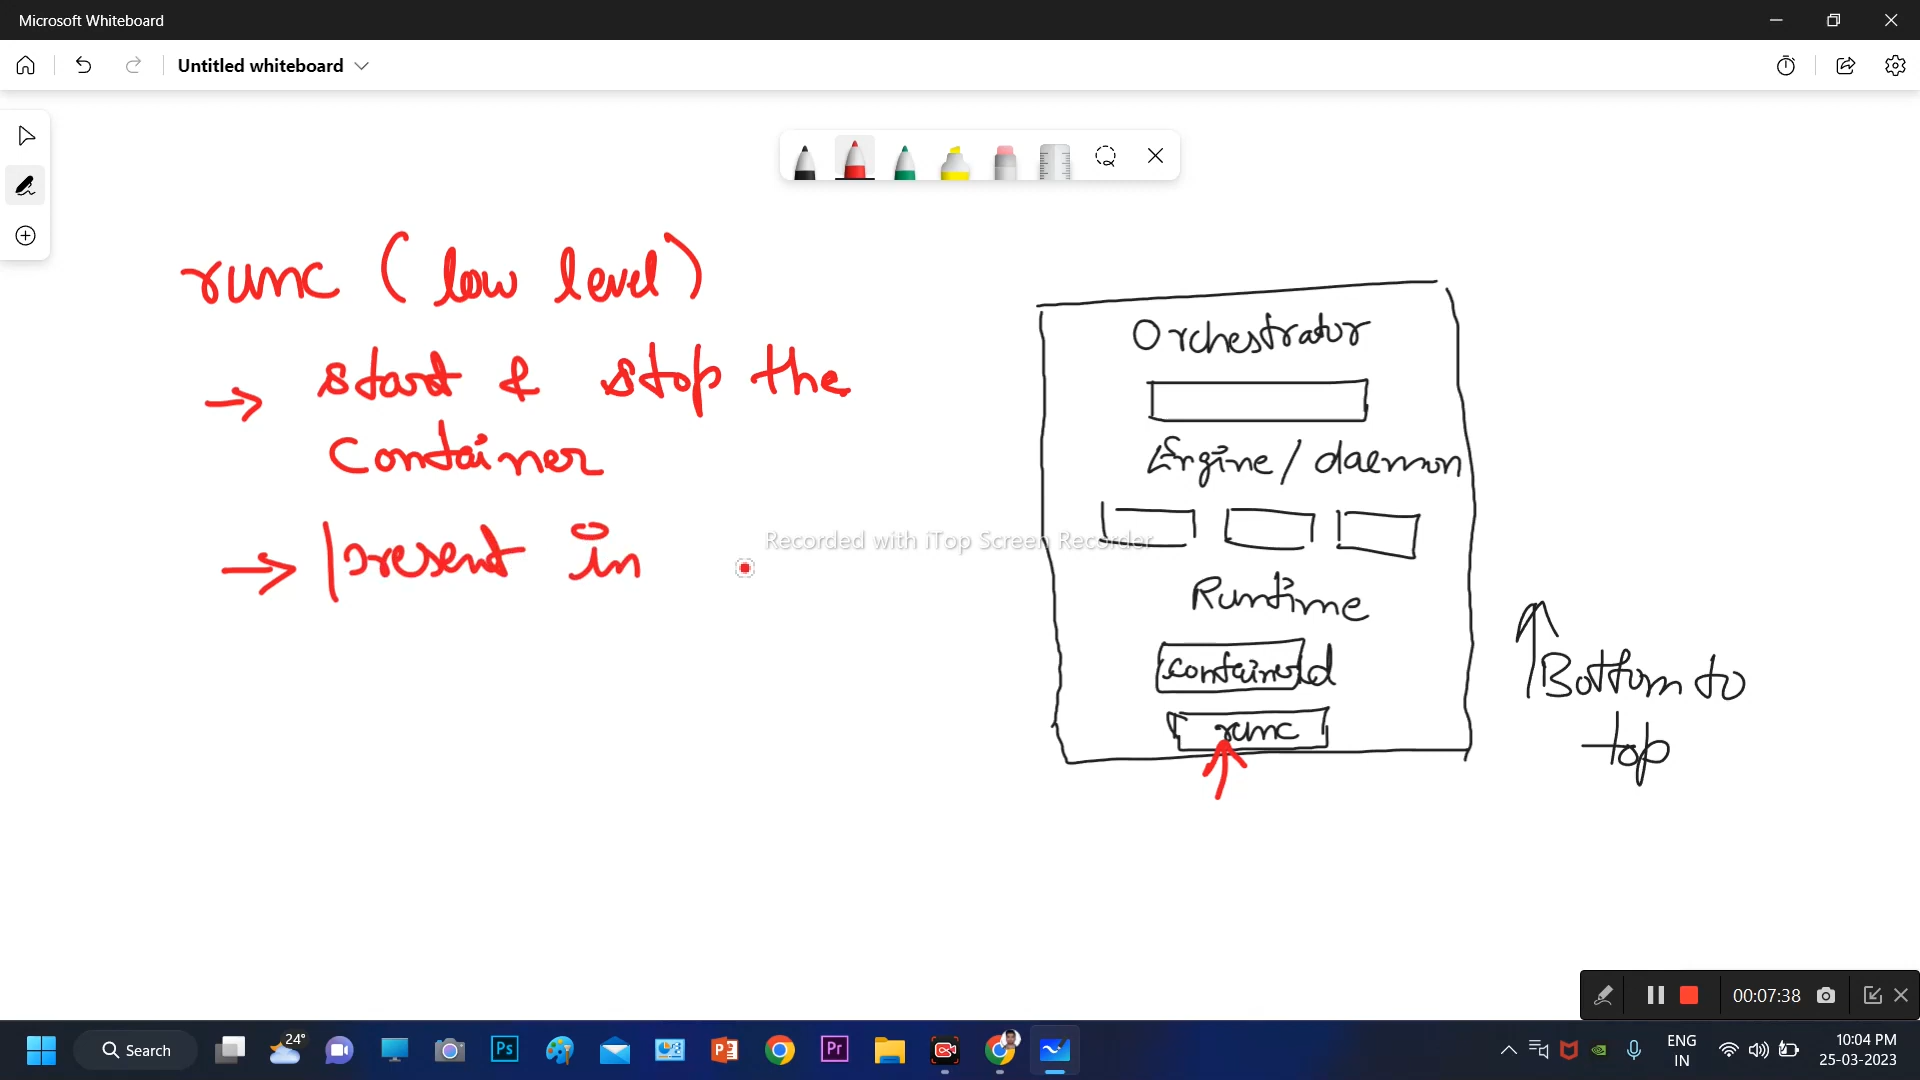 Microsoft Whiteboard
Untitled whiteboard
runc (low level)
→ start & stop the
container
→ present in
Recorded with iTop Screen Recorder
Orchestrator
Engine / daemon
Runtime
containerd
runc
Bottom to
top
00:07:38
24°
Search
Ps
Pr
ENG
IN
10:04 PM
25-03-2023